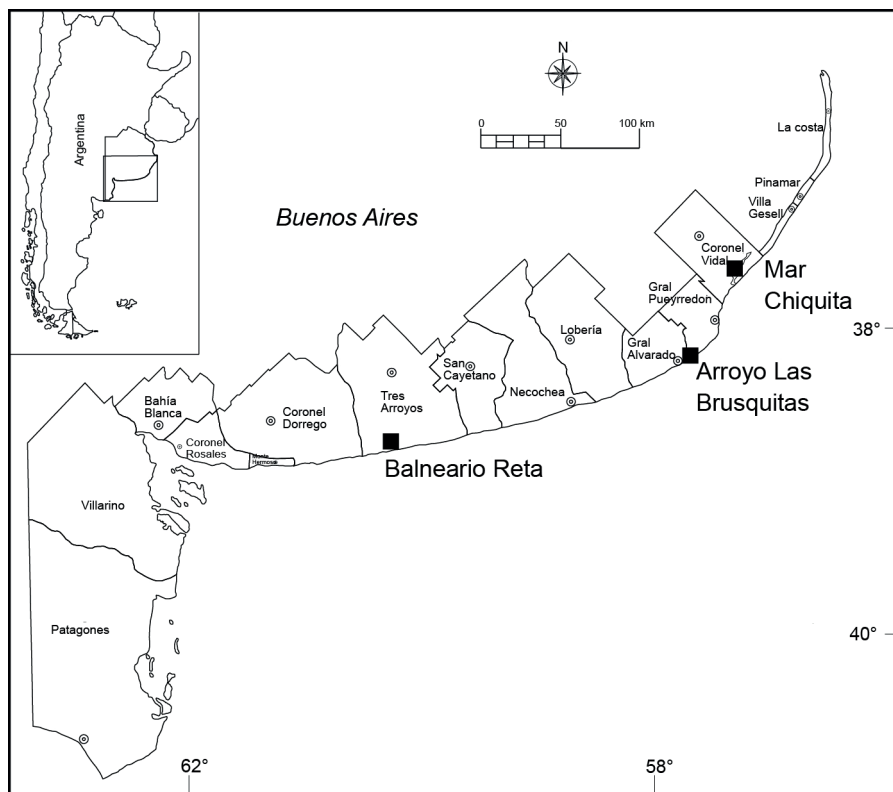 N
0 50 100 km
Argentina
Buenos Aires
La costa
Pinamar
Villa
Gesell
Coronel
Vidal
Mar
Chiquita
Gral
Pueyrredon
38°
Lobería
Gral
Alvarado
Arroyo Las
Brusquitas
San
Cayetano
Necochea
Tres
Arroyos
Balneario Reta
Coronel
Dorrego
Bahía
Blanca
Coronel
Rosales
Monte
Hermoso
Villarino
Patagones
40°
62°
58°